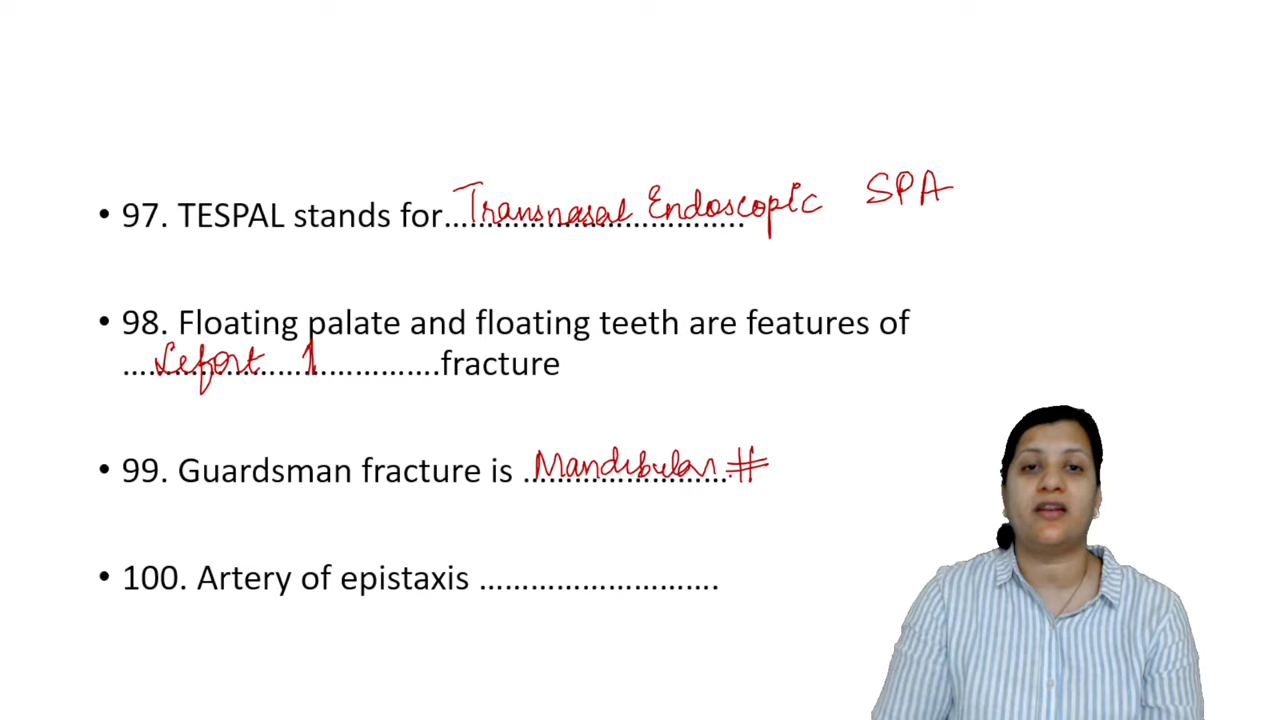 • 97. TESPAL stands for.......................................... Transnasal Endoscopic SPA
• 98. Floating palate and floating teeth are features of
.............................................fracture Lefort 1
• 99. Guardsman fracture is ................................ Mandibular #
• 100. Artery of epistaxis .................................